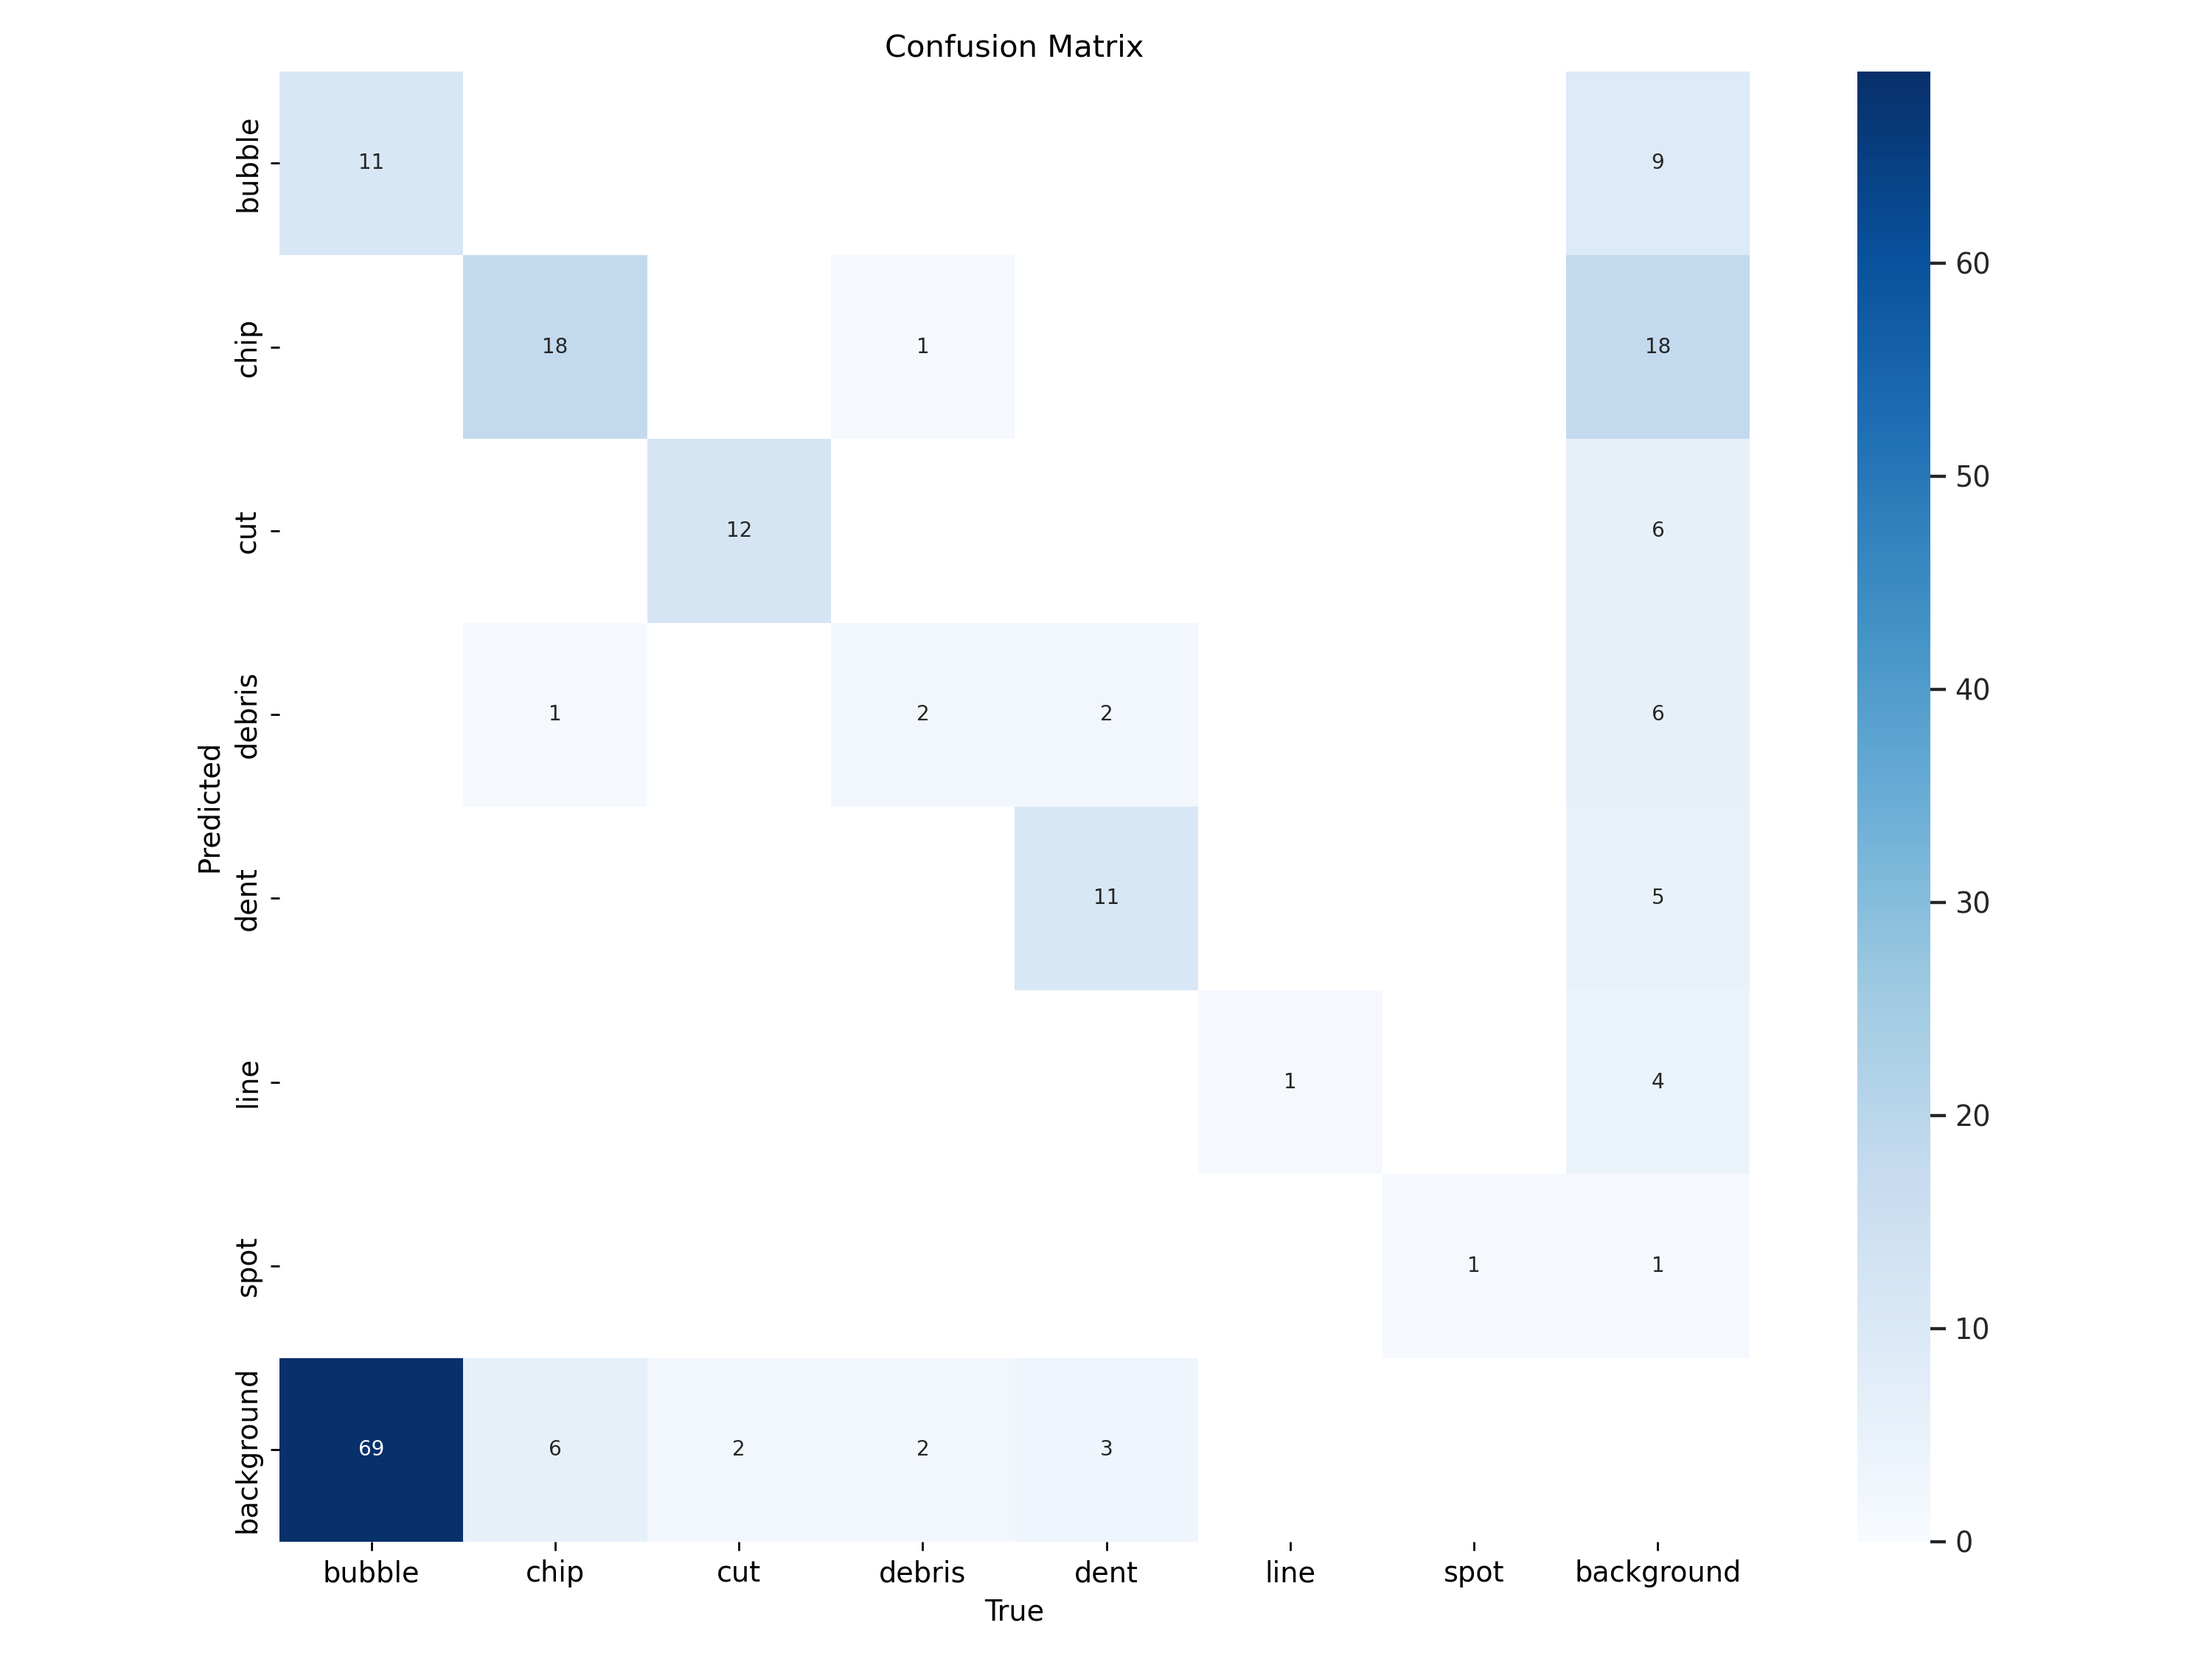 Confusion Matrix
bubble
11
9
chip
18
1
18
60
50
cut
12
6
40
debris
1
2
2
6
Predicted
dent
11
5
30
line
1
4
20
spot
1
1
10
background
69
6
2
2
3
0
bubble chip cut debris dent line spot background
True